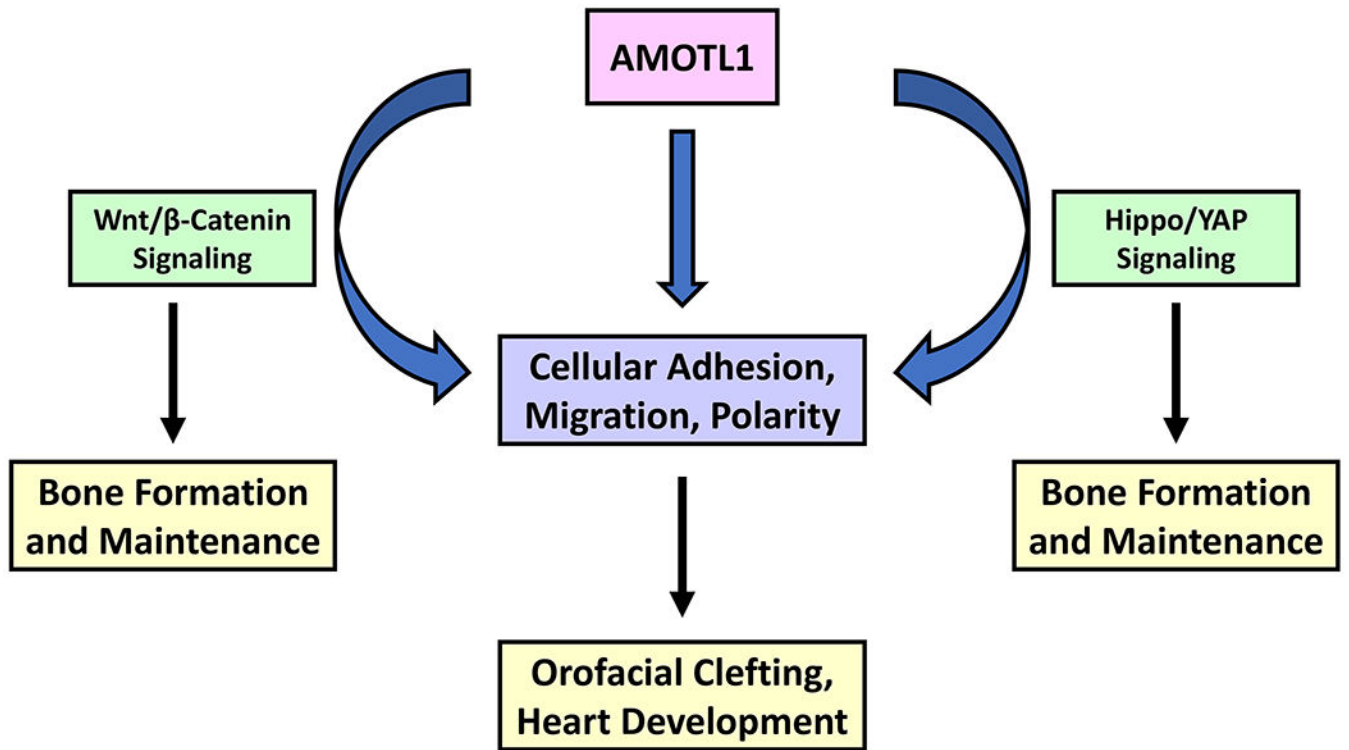 AMOTL1
Wnt/β-Catenin
Signaling
Hippo/YAP
Signaling
Cellular Adhesion,
Migration, Polarity
Bone Formation
and Maintenance
Bone Formation
and Maintenance
Orofacial Clefting,
Heart Development